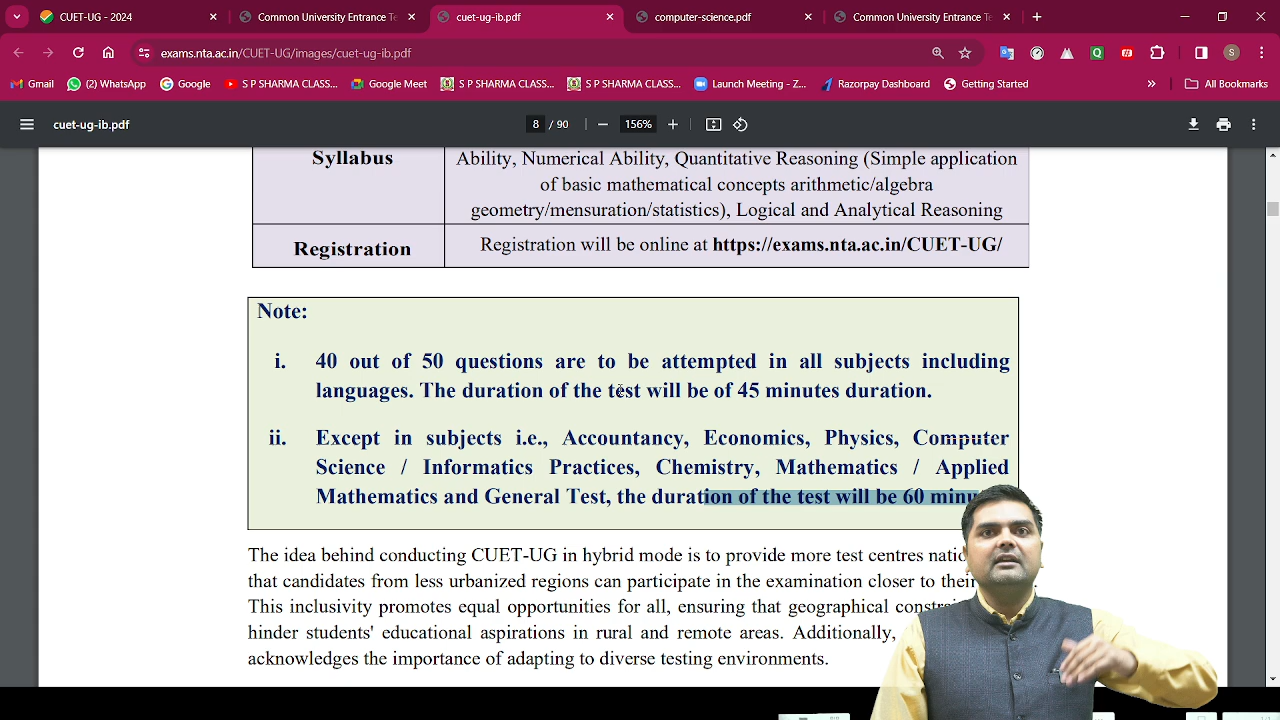 CUET-UG - 2024
Common University Entrance Te
cuet-ug-ib.pdf
computer-science.pdf
Common University Entrance Te
exams.nta.ac.in/CUET-UG/images/cuet-ug-ib.pdf
S
Gmail
(2) WhatsApp
Google
S P SHARMA CLASS...
Google Meet
S P SHARMA CLASS...
S P SHARMA CLASS...
Launch Meeting - Z...
Razorpay Dashboard
Getting Started
»
All Bookmarks
cuet-ug-ib.pdf
8 / 90
156%
Syllabus
Ability, Numerical Ability, Quantitative Reasoning (Simple application
of basic mathematical concepts arithmetic/algebra
geometry/mensuration/statistics), Logical and Analytical Reasoning
Registration
Registration will be online at https://exams.nta.ac.in/CUET-UG/
Note:
i. 40 out of 50 questions are to be attempted in all subjects including
languages. The duration of the test will be of 45 minutes duration.
ii. Except in subjects i.e., Accountancy, Economics, Physics, Computer
Science / Informatics Practices, Chemistry, Mathematics / Applied
Mathematics and General Test, the duration of the test will be 60
The idea behind conducting CUET-UG in hybrid mode is to provide more test centres
that candidates from less urbanized regions can participate in the examination closer to
This inclusivity promotes equal opportunities for all, ensuring that geographical
hinder students' educational aspirations in rural and remote areas. Additionally,
acknowledges the importance of adapting to diverse testing environments.